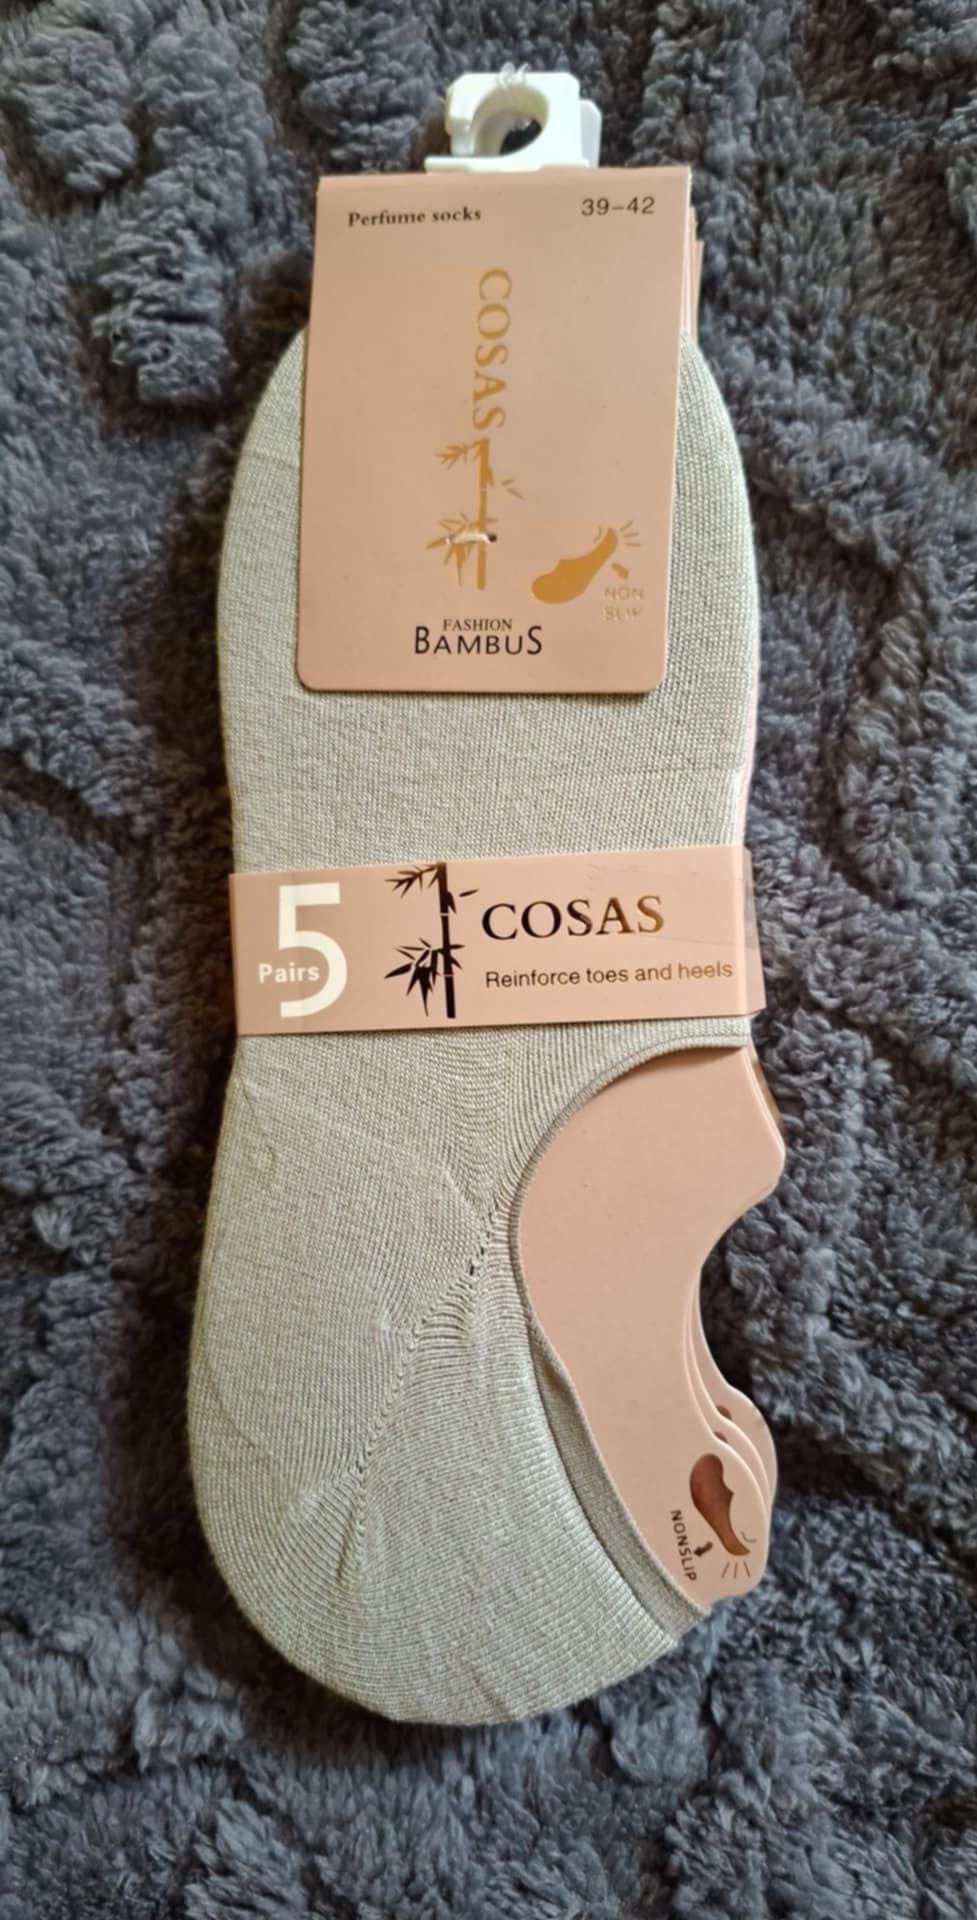 Perfume socks
39-42
COSAS
NON
SLIP
FASHION
BAMBUS
5
Pairs
COSAS
Reinforce toes and heels
NONSLIP